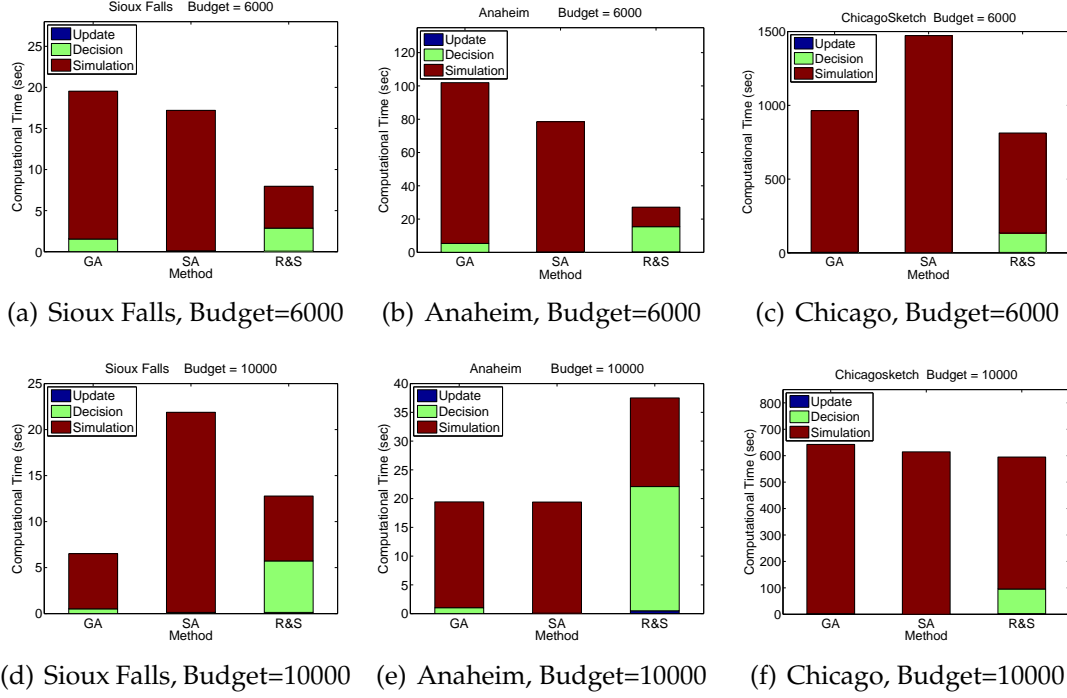 Sioux Falls Budget = 6000
Update
Decision
Simulation
Computational Time (sec)
25
20
15
10
5
0
GA SA R&S
Method
(a) Sioux Falls, Budget=6000
Anaheim Budget = 6000
Update
Decision
Simulation
Computational Time (sec)
120
100
80
60
40
20
0
GA SA R&S
Method
(b) Anaheim, Budget=6000
ChicagoSketch Budget = 6000
Update
Decision
Simulation
Computational Time (sec)
1500
1000
500
0
GA SA R&S
Method
(c) Chicago, Budget=6000
Sioux Falls Budget = 10000
Update
Decision
Simulation
Computational Time (sec)
25
20
15
10
5
0
GA SA R&S
Method
(d) Sioux Falls, Budget=10000
Anaheim Budget = 10000
Update
Decision
Simulation
Computational Time (sec)
40
35
30
25
20
15
10
5
0
GA SA R&S
Method
(e) Anaheim, Budget=10000
Chicagosketch Budget = 10000
Update
Decision
Simulation
Computational Time (sec)
800
700
600
500
400
300
200
100
0
GA SA R&S
Method
(f) Chicago, Budget=10000